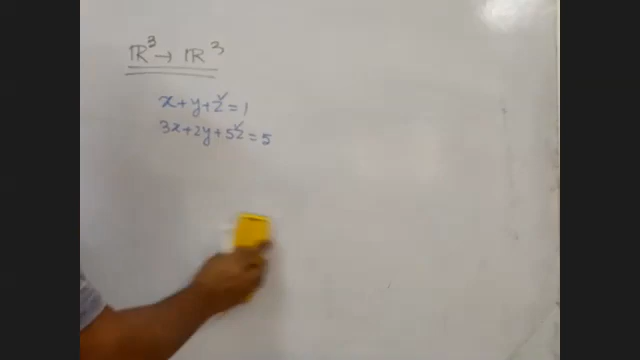 ℝ³ → ℝ³
x+y+z=1
3x+2y+5z=5